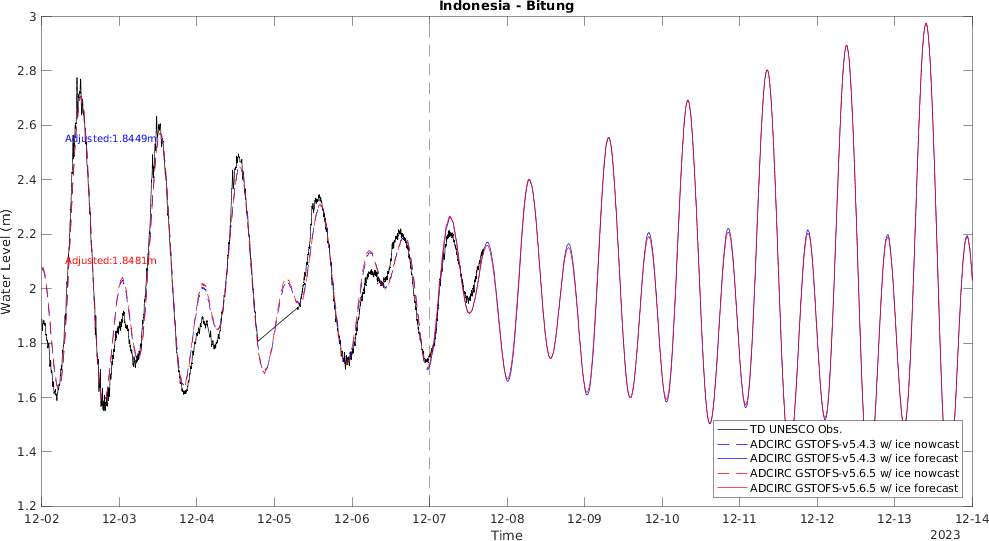 Indonesia - Bitung
Water Level (m)
3
2.8
2.6
2.4
2.2
2
1.8
1.6
1.4
1.2
Adjusted:1.8449m
Adjusted:1.8481m
TD UNESCO Obs.
ADCIRC GSTOFS-v5.4.3 w/ ice nowcast
ADCIRC GSTOFS-v5.4.3 w/ ice forecast
ADCIRC GSTOFS-v5.6.5 w/ ice nowcast
ADCIRC GSTOFS-v5.6.5 w/ ice forecast
12-02 12-03 12-04 12-05 12-06 12-07 12-08 12-09 12-10 12-11 12-12 12-13 12-14
Time
2023